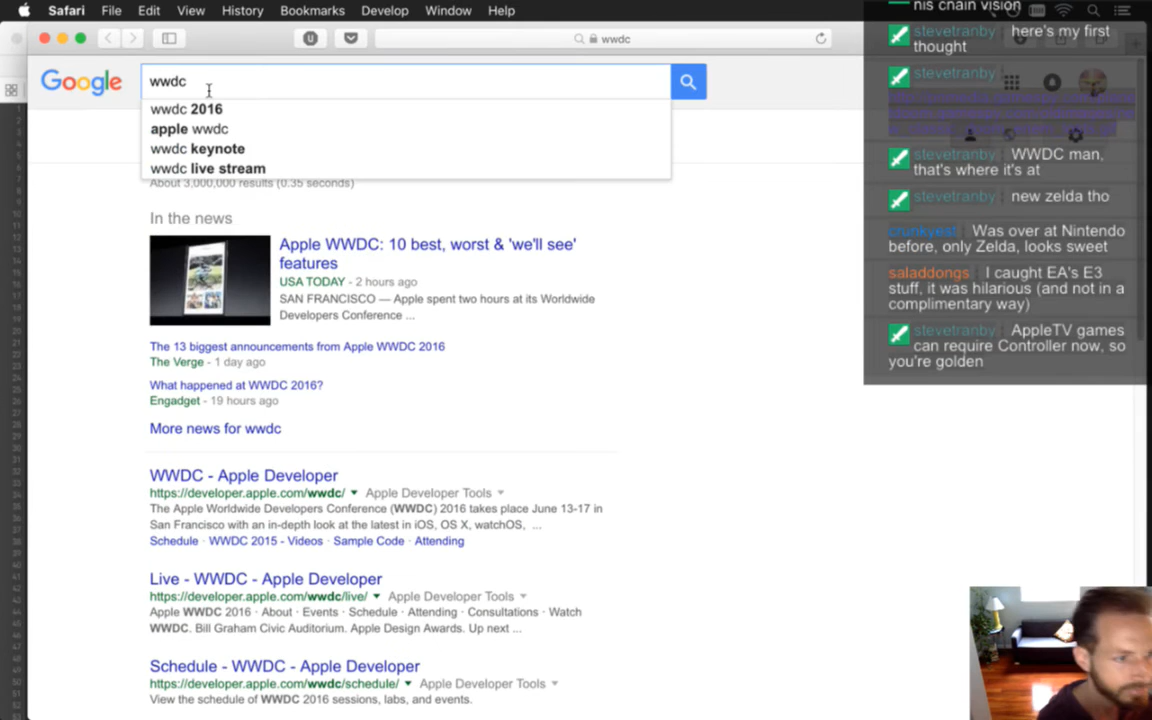 Safari File Edit View History Bookmarks Develop Window Help
wwdc
Google
wwdc
wwdc 2016
apple wwdc
wwdc keynote
wwdc live stream
About 3,000,000 results (0.35 seconds)
In the news
Apple WWDC: 10 best, worst & 'we'll see'
features
USA TODAY - 2 hours ago
SAN FRANCISCO — Apple spent two hours at its Worldwide
Developers Conference ...
The 13 biggest announcements from Apple WWDC 2016
The Verge - 1 day ago
What happened at WWDC 2016?
Engadget - 19 hours ago
More news for wwdc
WWDC - Apple Developer
https://developer.apple.com/wwdc/ Apple Developer Tools
The Apple Worldwide Developers Conference (WWDC) 2016 takes place June 13-17 in
San Francisco with an in-depth look at the latest in iOS, OS X, watchOS, ...
Schedule · WWDC 2015 - Videos · Sample Code · Attending
Live - WWDC - Apple Developer
https://developer.apple.com/wwdc/live/ Apple Developer Tools
Apple WWDC 2016 · About · Events · Schedule · Attending · Consultations · Watch
WWDC. Bill Graham Civic Auditorium. Apple Design Awards. Up next ...
Schedule - WWDC - Apple Developer
https://developer.apple.com/wwdc/schedule/ Apple Developer Tools
View the schedule of WWDC 2016 sessions, labs, and events.
his chain vision
stevetranby: here's my first
thought
stevetranby:
stevetranby: WWDC man,
that's where it's at
stevetranby: new zelda tho
crunkyest: Was over at Nintendo
before, only Zelda, looks sweet
saladdongs: I caught EA's E3
stuff, it was hilarious (and not in a
complimentary way)
stevetranby: AppleTV games
can require Controller now, so
you're golden